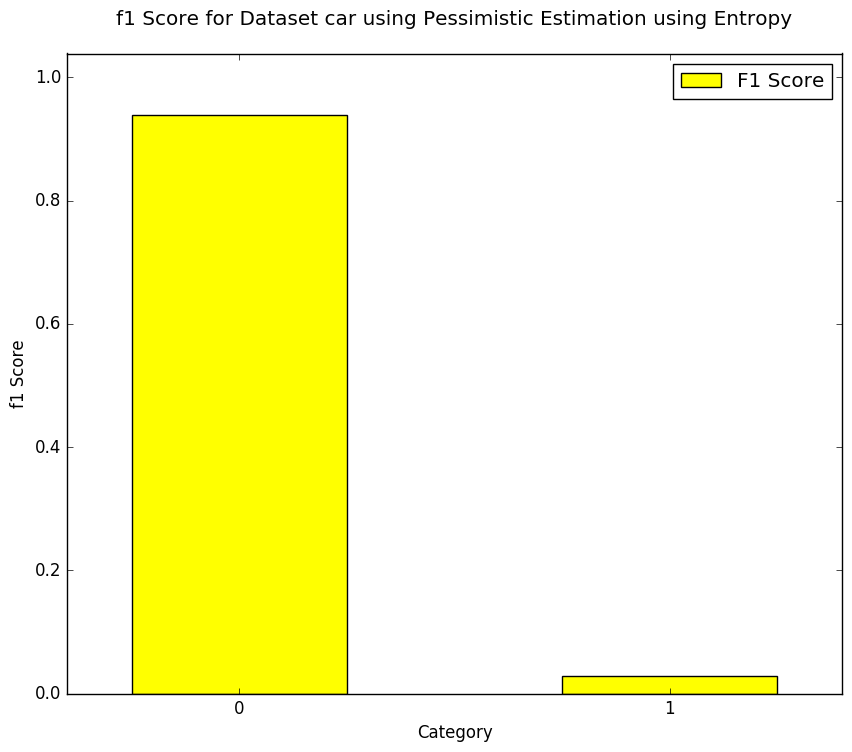 f1 Score for Dataset car using Pessimistic Estimation using Entropy
F1 Score
1.0
0.8
0.6
0.4
0.2
0.0
f1 Score
0
1
Category